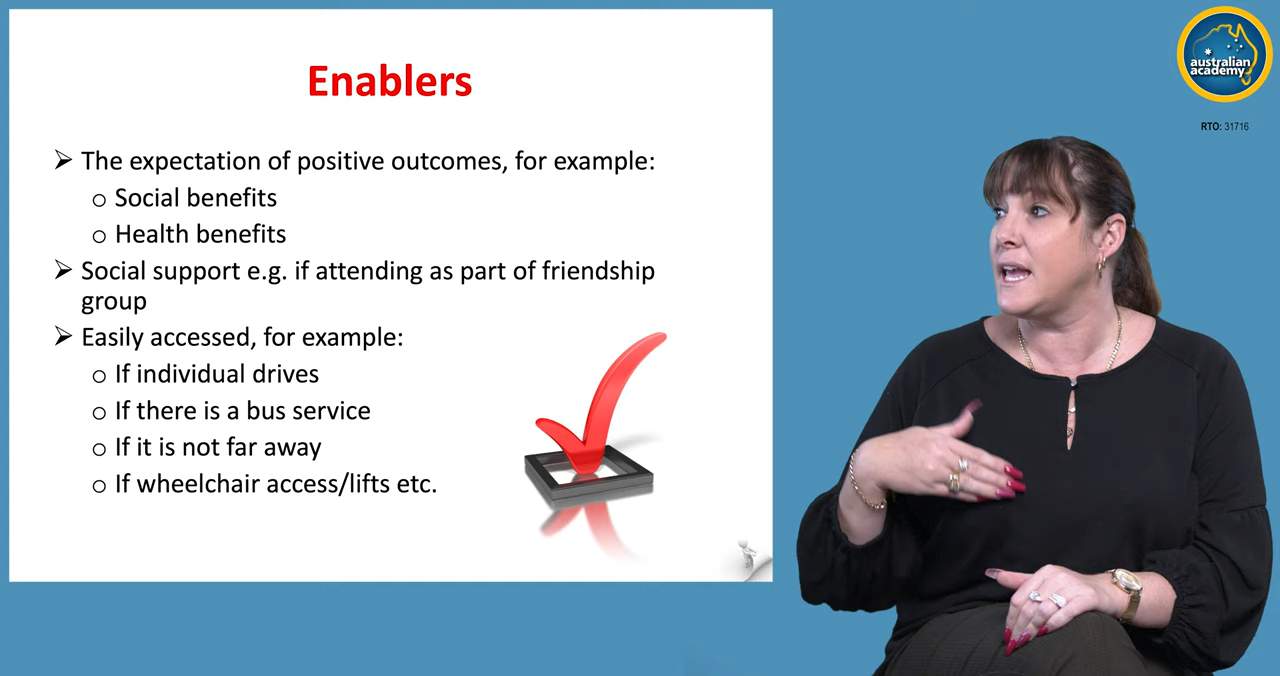 Enablers
➢ The expectation of positive outcomes, for example:
o Social benefits
o Health benefits
➢ Social support e.g. if attending as part of friendship
group
➢ Easily accessed, for example:
o If individual drives
o If there is a bus service
o If it is not far away
o If wheelchair access/lifts etc.
australian
academy
RTO: 31716